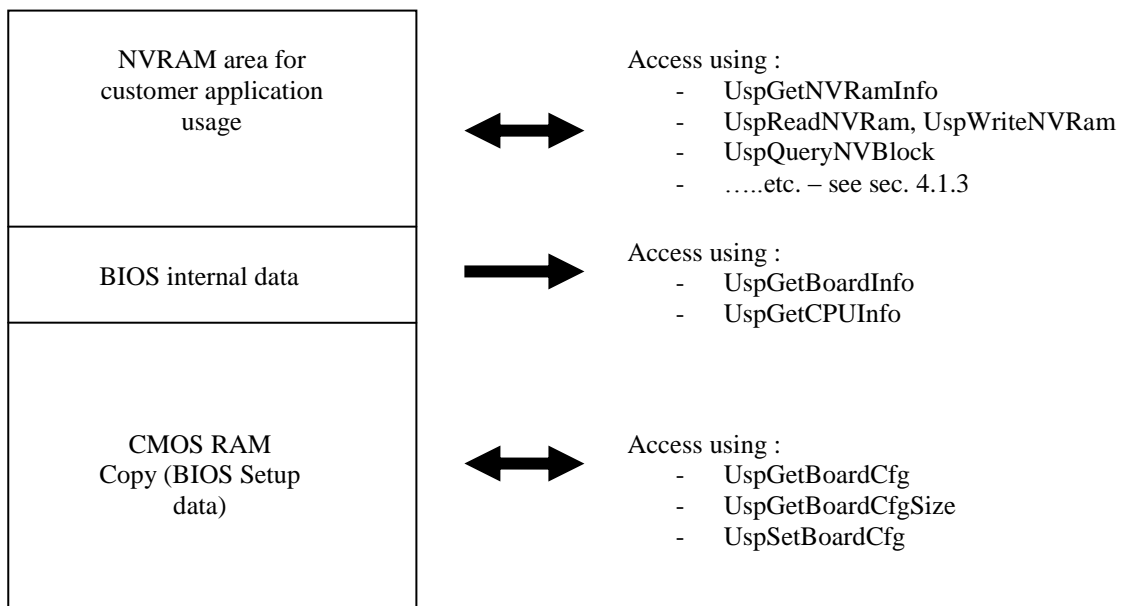 NVRAM area for
customer application
usage
Access using :
- UspGetNVRamInfo
- UspReadNVRam, UspWriteNVRam
- UspQueryNVBlock
- …..etc. – see sec. 4.1.3
BIOS internal data
Access using :
- UspGetBoardInfo
- UspGetCPUInfo
CMOS RAM
Copy (BIOS Setup
data)
Access using :
- UspGetBoardCfg
- UspGetBoardCfgSize
- UspSetBoardCfg